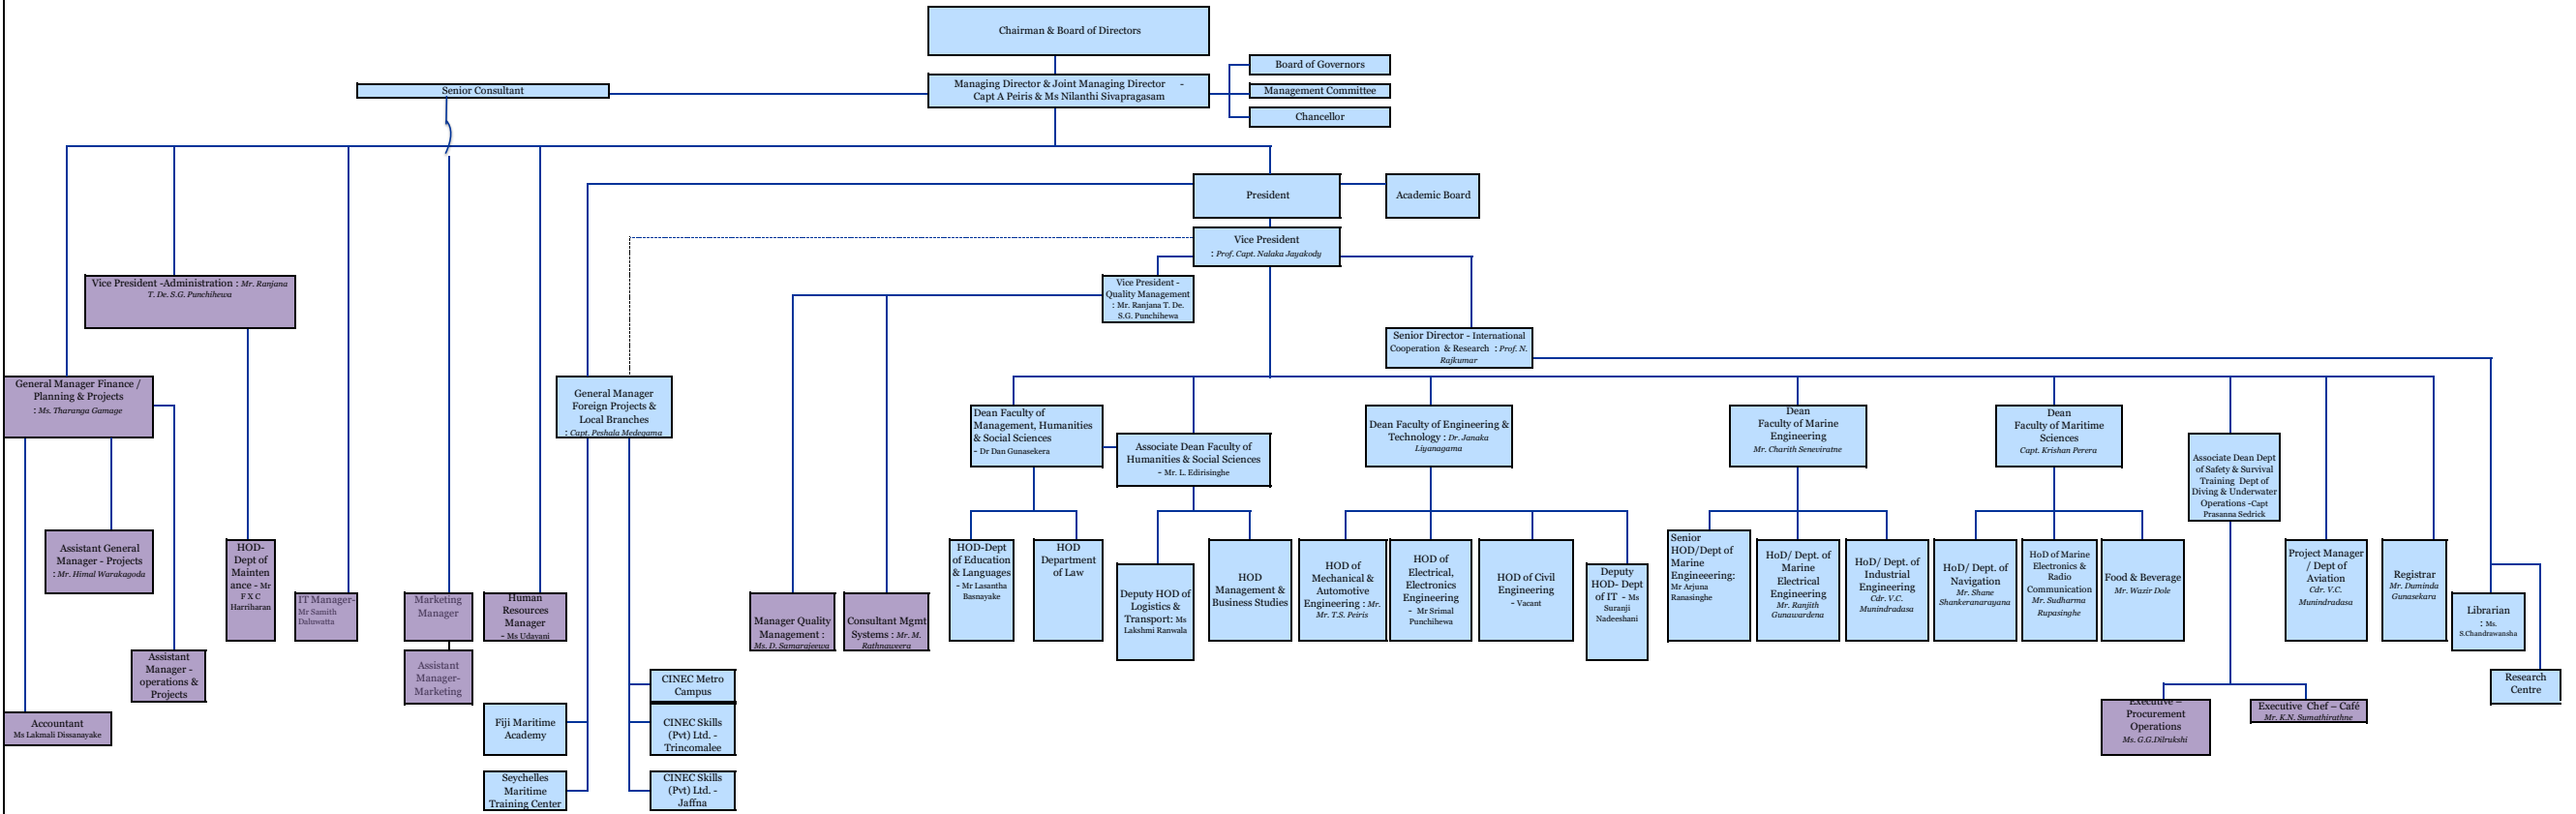 Chairman & Board of Directors
Board of Governors
Managing Director & Joint Managing Director -
Capt A Peiris & Ms Nilanthi Sivapragasam
Senior Consultant
Management Committee
Chancellor
President
Academic Board
Vice President
: Prof. Capt. Nalaka Jayakody
Vice President -Administration : Mr. Ranjana
T. De. S.G. Punchihewa
Vice President -
Quality Management
: Mr. Ranjana T. De.
S.G. Punchihewa
Senior Director - International
Cooperation & Research : Prof. N.
Rajkumar
General Manager Finance /
Planning & Projects
: Ms. Tharanga Gamage
General Manager
Foreign Projects &
Local Branches
: Capt. Peshala Medegama
Dean Faculty of
Management, Humanities
& Social Sciences
- Dr Dan Gunasekera
Associate Dean Faculty of
Humanities & Social Sciences
- Mr. L. Edirisinghe
Dean Faculty of Engineering &
Technology : Dr. Janaka
Liyanagama
Dean
Faculty of Marine
Engineering
Mr. Charith Seneviratne
Dean
Faculty of Maritime
Sciences
Capt. Krishan Perera
Associate Dean Dept
of Safety & Survival
Training Dept of
Diving & Underwater
Operations -Capt
Prasanna Sedrick
Assistant General
Manager - Projects
: Mr. Himal Warakagoda
HOD-
Dept of
Mainten
ance - Mr
F X C
Harriharan
IT Manager-
Mr Samith
Daluwatta
Marketing
Manager
Human
Resources
Manager
- Ms Udayani
Manager Quality
Management :
Ms. D. Samarajeewa
Consultant Mgmt
Systems : Mr. M.
Rathnaweera
HOD-Dept
of Education
& Languages
- Mr Lasantha
Basnayake
HOD
Department
of Law
Deputy HOD of
Logistics &
Transport: Ms
Lakshmi Ranwala
HOD
Management &
Business Studies
HOD of
Mechanical &
Automotive
Engineering : Mr.
Mr. T.S. Peiris
HOD of
Electrical,
Electronics
Engineering
- Mr Srimal
Punchihewa
HOD of Civil
Engineering
- Vacant
Deputy
HOD- Dept
of IT - Ms
Suranji
Nadeeshani
Senior
HOD/Dept of
Marine
Engineeering:
Mr Arjuna
Ranasinghe
HoD/ Dept. of
Marine
Electrical
Engineering
Mr. Ranjith
Gunawardena
HoD/ Dept. of
Industrial
Engineering
Cdr. V.C.
Munindradasa
HoD/ Dept. of
Navigation
Mr. Shane
Shankeranarayana
HoD of Marine
Electronics &
Radio
Communication
Mr. Sudharma
Rupasinghe
Food & Beverage
Mr. Wazir Dole
Project Manager
/ Dept of
Aviation
Cdr. V.C.
Munindradasa
Registrar
Mr. Duminda
Gunasekara
Librarian
: Ms.
S.Chandrawansha
Assistant
Manager -
operations &
Projects
Assistant
Manager-
Marketing
CINEC Metro
Campus
Research
Centre
Accountant
Ms Lakmali Dissanayake
Fiji Maritime
Academy
CINEC Skills
(Pvt) Ltd. -
Trincomalee
Executive –
Procurement
Operations
Ms. G.G.Dilrukshi
Executive Chef – Café
Mr. K.N. Sumathirathne
Seychelles
Maritime
Training Center
CINEC Skills
(Pvt) Ltd. -
Jaffna